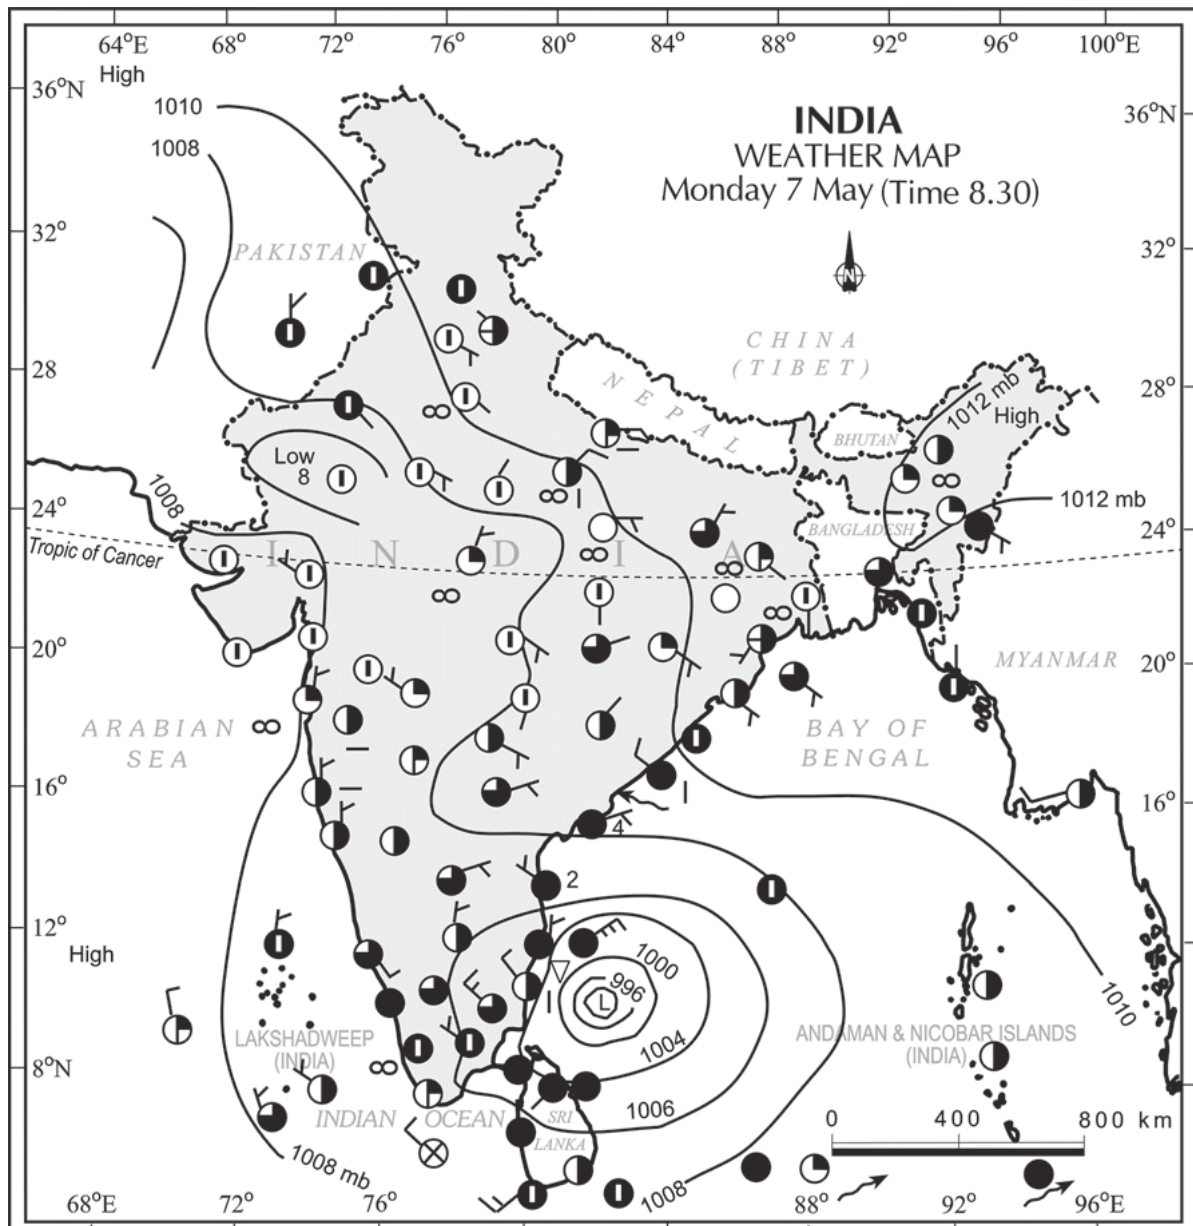 64°E 68° 72° 76° 80° 84° 88° 92° 96° 100°E
High
36°N
1010
36°N
INDIA
WEATHER MAP
Monday 7 May (Time 8.30)
1008
32°
32°
PAKISTAN
N
CHINA
(TIBET)
28°
28°
NEPAL
1012 mb
High
BHUTAN
Low
8
1008
1012 mb
24°
24°
BANGLADESH
Tropic of Cancer
INDIA
20°
20°
MYANMAR
ARABIAN
SEA
BAY OF
BENGAL
16°
16°
4
2
12°
12°
High
1000
996
L
1010
LAKSHADWEEP
(INDIA)
ANDAMAN & NICOBAR ISLANDS
(INDIA)
1004
8°N
8°
1006
INDIAN OCEAN
SRI
LANKA
0 400 800 km
1008 mb
1008
68°E 72° 76° 88° 92° 96°E